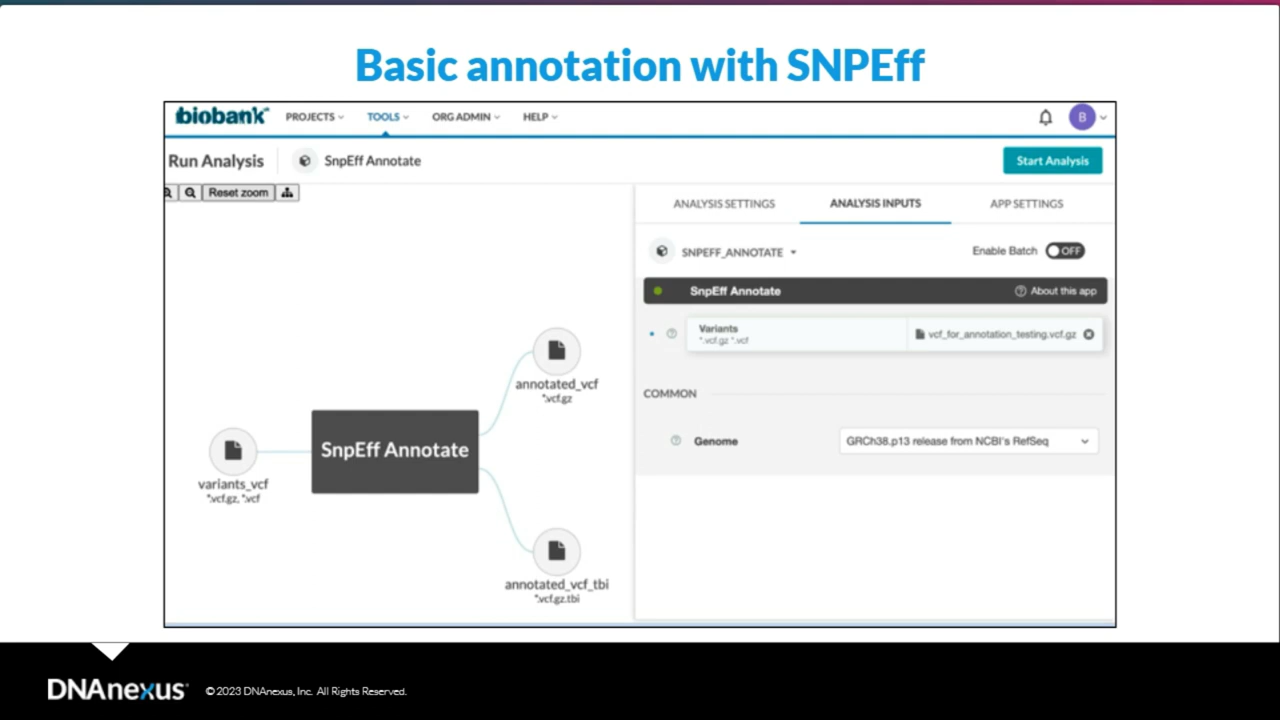 Basic annotation with SNPEff
biobank™ PROJECTS TOOLS ORG ADMIN HELP B
Run Analysis SnpEff Annotate Start Analysis
Reset zoom
ANALYSIS SETTINGS ANALYSIS INPUTS APP SETTINGS
SNPEFF_ANNOTATE Enable Batch OFF
SnpEff Annotate About this app
Variants
*.vcf.gz *.vcf
vcf_for_annotation_testing.vcf.gz
COMMON
Genome GRCh38.p13 release from NCBI's RefSeq
annotated_vcf
*.vcf.gz
SnpEff Annotate
variants_vcf
*.vcf.gz, *.vcf
annotated_vcf_tbi
*.vcf.gz.tbi
DNAnexus® © 2023 DNAnexus, Inc. All Rights Reserved.